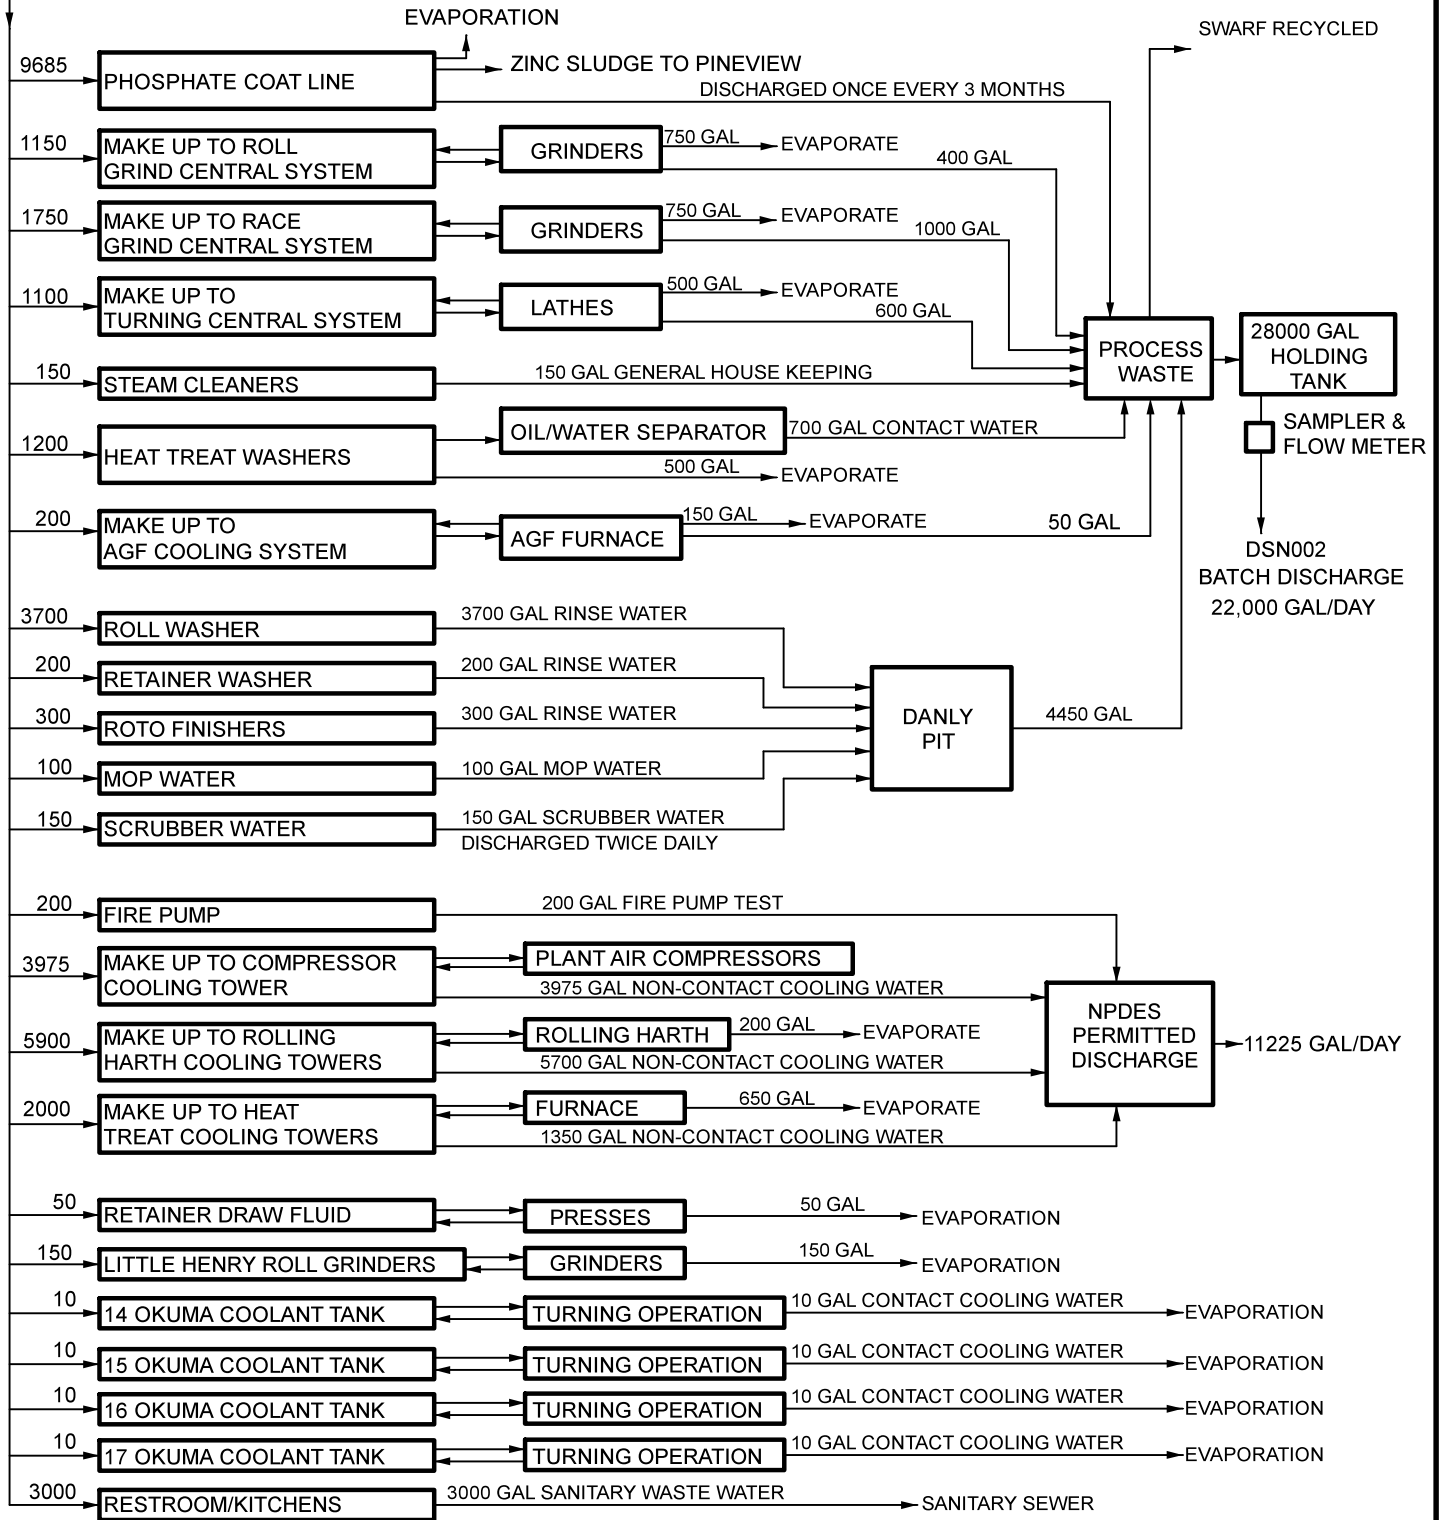 EVAPORATION
SWARF RECYCLED
9685
PHOSPHATE COAT LINE
ZINC SLUDGE TO PINEVIEW
DISCHARGED ONCE EVERY 3 MONTHS
1150
MAKE UP TO ROLL
GRIND CENTRAL SYSTEM
GRINDERS
750 GAL
EVAPORATE
400 GAL
1750
MAKE UP TO RACE
GRIND CENTRAL SYSTEM
GRINDERS
750 GAL
EVAPORATE
1000 GAL
1100
MAKE UP TO
TURNING CENTRAL SYSTEM
LATHES
500 GAL
EVAPORATE
600 GAL
PROCESS
WASTE
28000 GAL
HOLDING
TANK
150
STEAM CLEANERS
150 GAL GENERAL HOUSE KEEPING
1200
HEAT TREAT WASHERS
OIL/WATER SEPARATOR
700 GAL CONTACT WATER
500 GAL
EVAPORATE
SAMPLER &
FLOW METER
200
MAKE UP TO
AGF COOLING SYSTEM
AGF FURNACE
150 GAL
EVAPORATE
50 GAL
DSN002
BATCH DISCHARGE
22,000 GAL/DAY
3700
ROLL WASHER
3700 GAL RINSE WATER
200
RETAINER WASHER
200 GAL RINSE WATER
300
ROTO FINISHERS
300 GAL RINSE WATER
DANLY
PIT
4450 GAL
100
MOP WATER
100 GAL MOP WATER
150
SCRUBBER WATER
150 GAL SCRUBBER WATER
DISCHARGED TWICE DAILY
200
FIRE PUMP
200 GAL FIRE PUMP TEST
3975
MAKE UP TO COMPRESSOR
COOLING TOWER
PLANT AIR COMPRESSORS
3975 GAL NON-CONTACT COOLING WATER
5900
MAKE UP TO ROLLING
HARTH COOLING TOWERS
ROLLING HARTH
200 GAL
EVAPORATE
5700 GAL NON-CONTACT COOLING WATER
NPDES
PERMITTED
DISCHARGE
11225 GAL/DAY
2000
MAKE UP TO HEAT
TREAT COOLING TOWERS
FURNACE
650 GAL
EVAPORATE
1350 GAL NON-CONTACT COOLING WATER
50
RETAINER DRAW FLUID
PRESSES
50 GAL
EVAPORATION
150
LITTLE HENRY ROLL GRINDERS
GRINDERS
150 GAL
EVAPORATION
10
14 OKUMA COOLANT TANK
TURNING OPERATION
10 GAL CONTACT COOLING WATER
EVAPORATION
10
15 OKUMA COOLANT TANK
TURNING OPERATION
10 GAL CONTACT COOLING WATER
EVAPORATION
10
16 OKUMA COOLANT TANK
TURNING OPERATION
10 GAL CONTACT COOLING WATER
EVAPORATION
10
17 OKUMA COOLANT TANK
TURNING OPERATION
10 GAL CONTACT COOLING WATER
EVAPORATION
3000
RESTROOM/KITCHENS
3000 GAL SANITARY WASTE WATER
SANITARY SEWER